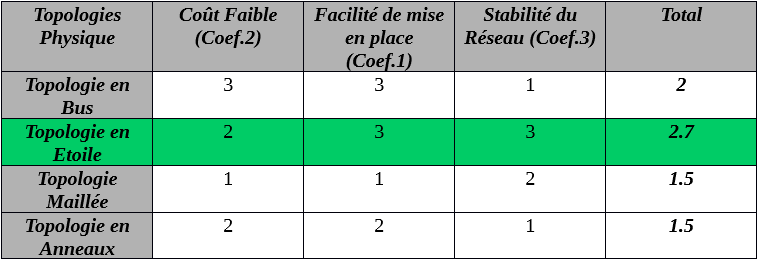 Topologies Physique
Coût Faible (Coef.2)
Facilité de mise en place (Coef.1)
Stabilité du Réseau (Coef.3)
Total
Topologie en Bus
3
3
1
2
Topologie en Etoile
2
3
3
2.7
Topologie Maillée
1
1
2
1.5
Topologie en Anneaux
2
2
1
1.5